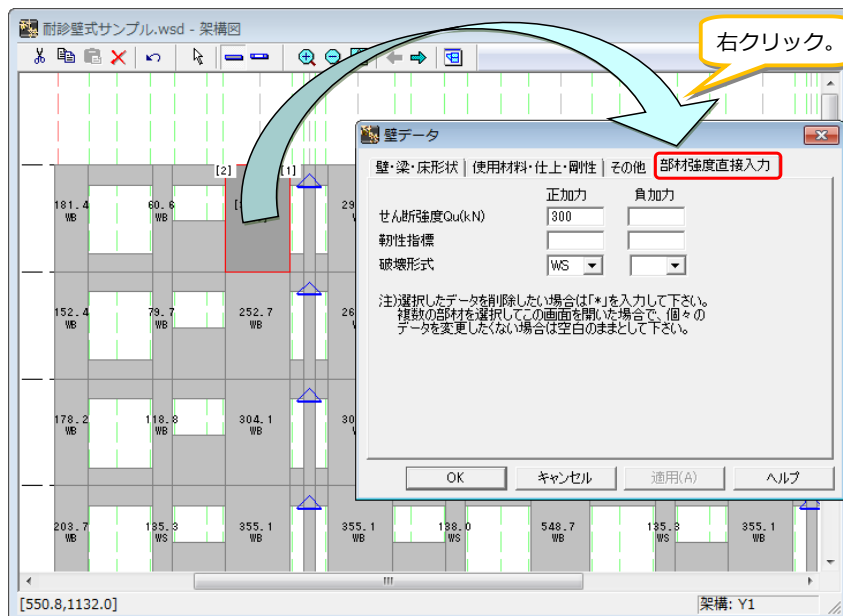 耐診壁式サンプル.wsd - 架構図
右クリック。
壁データ
壁・梁・床形状 使用材料・仕上・剛性 その他 部材強度直接入力
正加力 負加力
せん断強度Qu(kN) 300
靭性指標
破壊形式 WS
注)選択したデータを削除したい場合は「*」を入力して下さい。
複数の部材を選択してこの画面を開いた場合で、個々の
データを変更したくない場合は空白のままとして下さい。
OK キャンセル 適用(A) ヘルプ
[2] [1]
181.4 60.6 [3 29
WB WB
152.4 79.7 252.7 26
WB WB WB
178.2 118.8 304.1 30
WB WB WB
203.7 135.3 355.1 355.1 138.0 548.7 135.3 355.1
WB WS WB WB WS WB WS WB
[550.8,1132.0] 架構: Y1